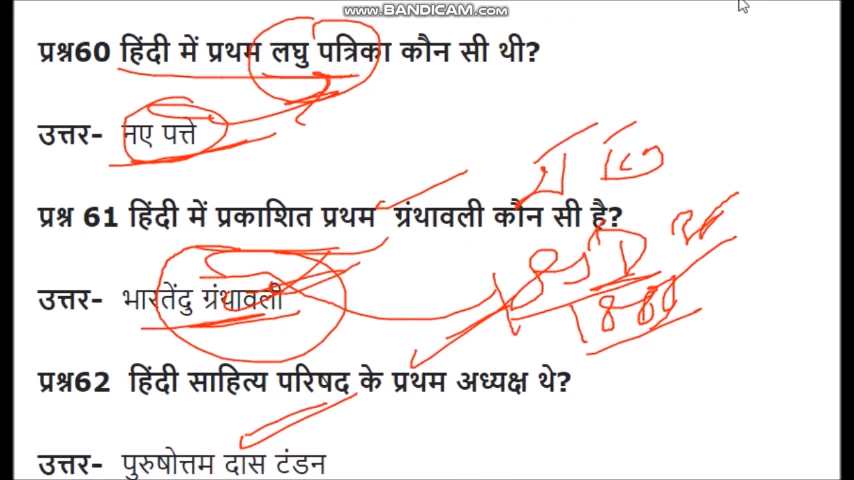 WWW.BANDICAM.COM
प्रश्न60 हिंदी में प्रथम लघु पत्रिका कौन सी थी?
उत्तर- नए पत्ते
प्रश्न 61 हिंदी में प्रकाशित प्रथम ग्रंथावली कौन सी है?
उत्तर- भारतेंदु ग्रंथावली
प्रश्न62 हिंदी साहित्य परिषद के प्रथम अध्यक्ष थे?
उत्तर- पुरुषोत्तम दास टंडन